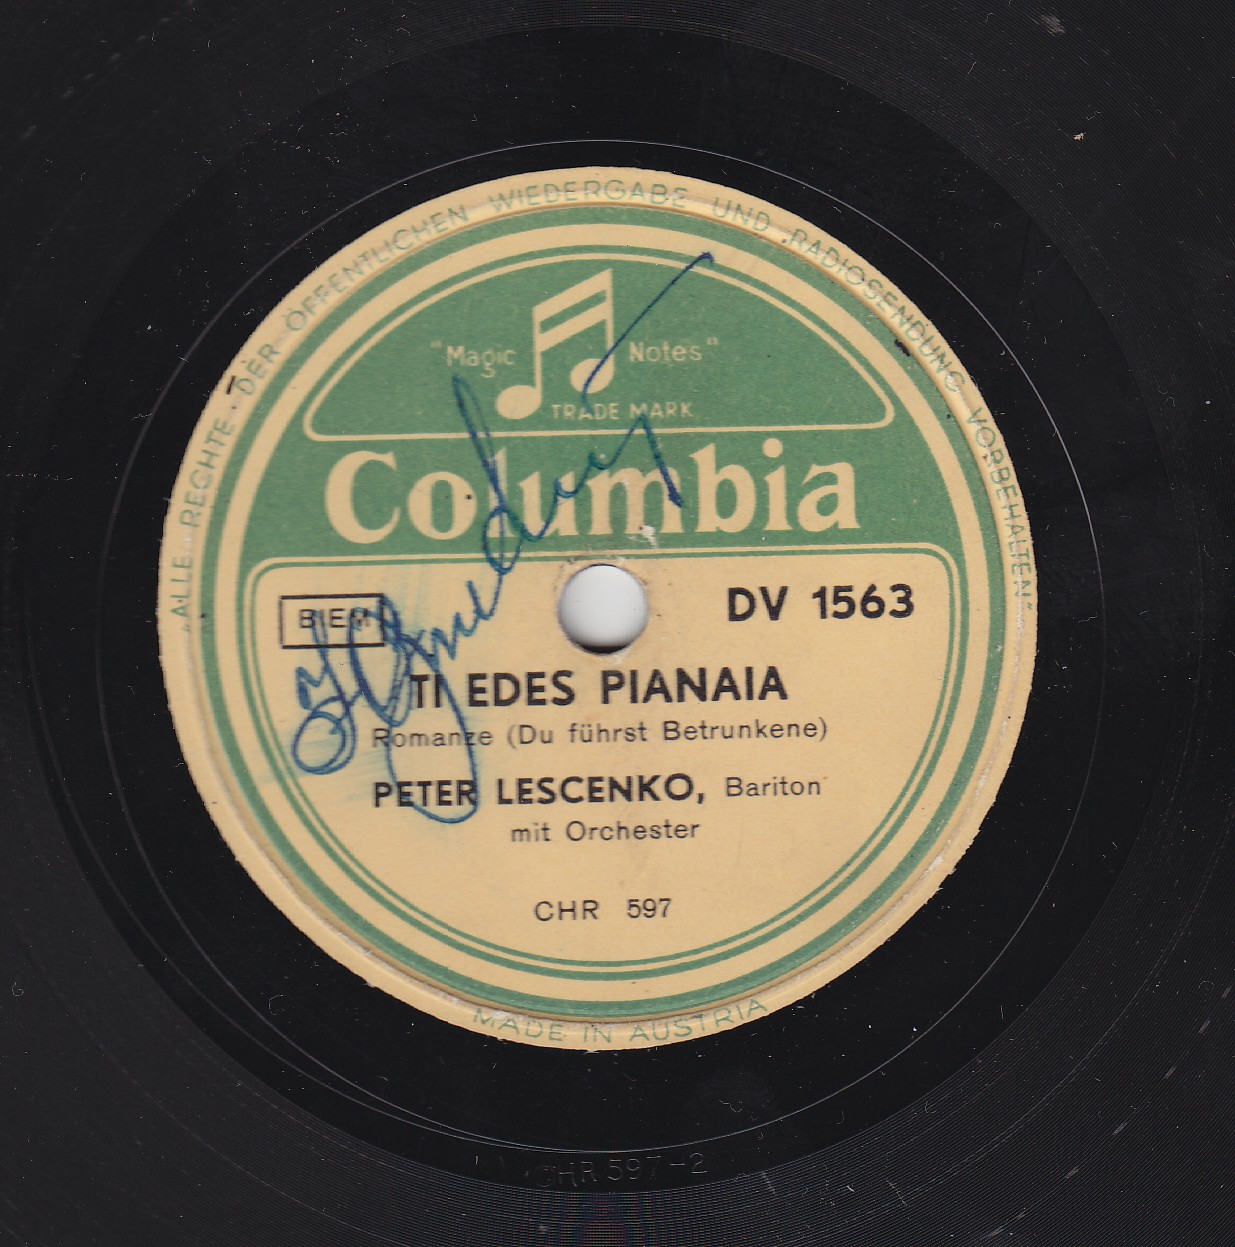 „ALLE RECHTE DER ÖFFENTLICHEN WIEDERGABE UND RADIOSENDUNG VORBEHALTEN“
"Magic Notes"
TRADE MARK
Columbia
BIEM
DV 1563
TI EDES PIANAIA
Romanze (Du führst Betrunkene)
PETER LESCENKO, Bariton
mit Orchester
CHR 597
MADE IN AUSTRIA
CHR 597-2